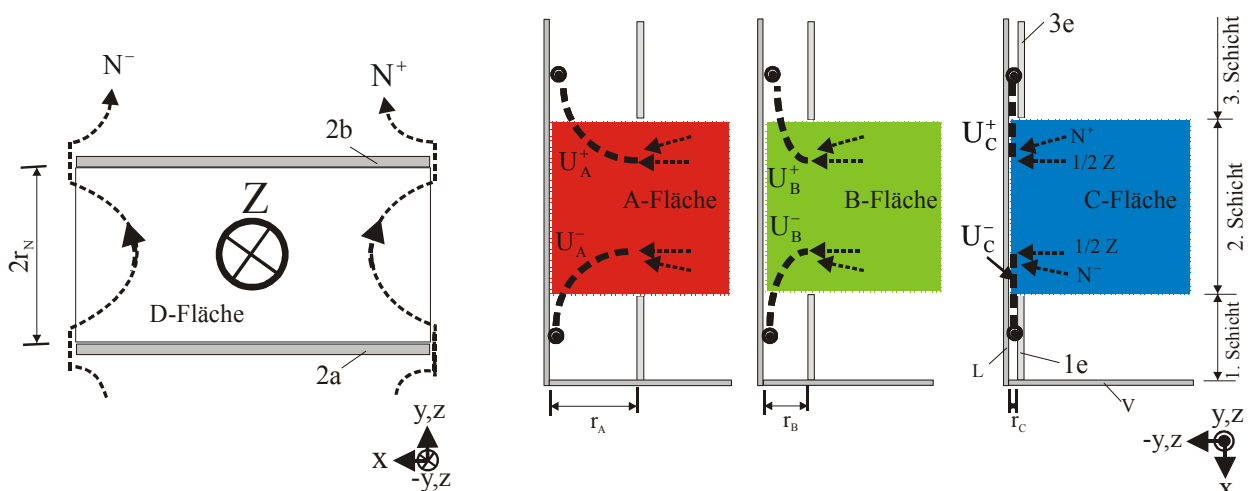 N⁻
N⁺
2b
Z
2r_N
D-Fläche
2a
y,z
x
-y,z
U_A⁺
A-Fläche
U_A⁻
r_A
U_B⁺
B-Fläche
U_B⁻
r_B
3e
U_C⁺
N⁺
1/2 Z
C-Fläche
U_C⁻
1/2 Z
N⁻
L
1e
V
r_C
3. Schicht
2. Schicht
1. Schicht
y,z
-y,z
x